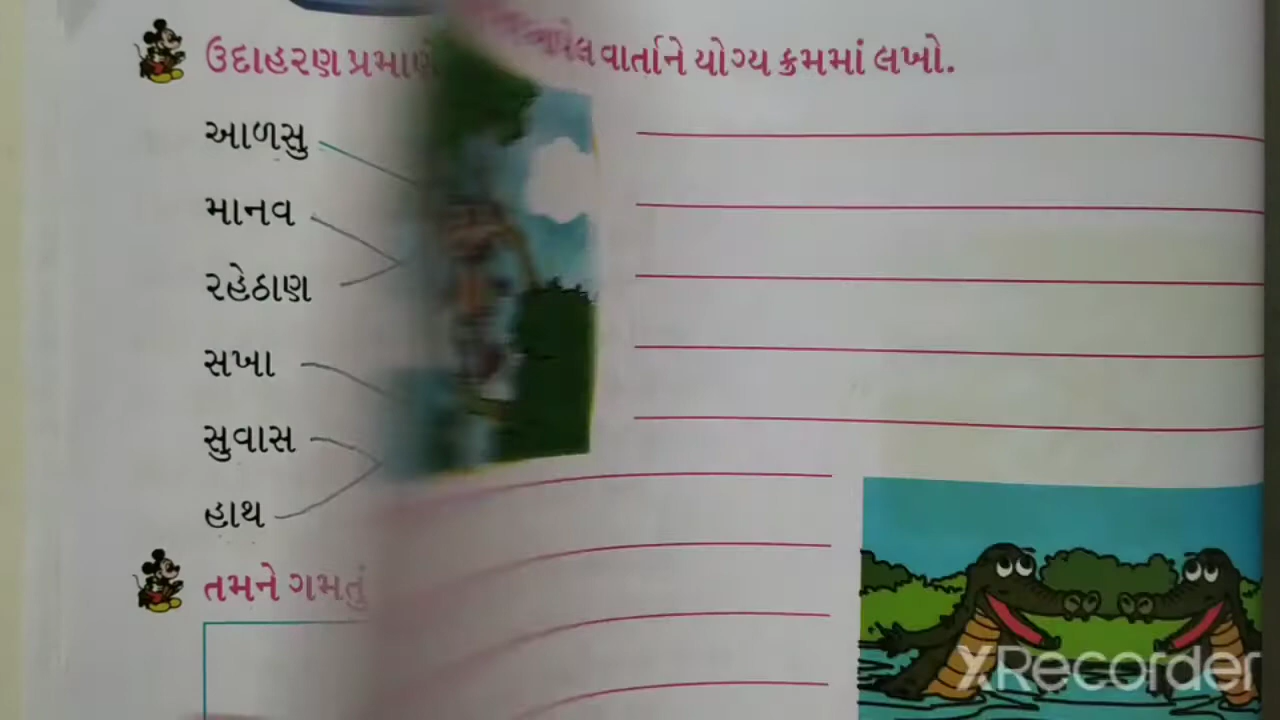 ઉદાહરણ પ્રમાણે
વાર્તાને યોગ્ય ક્રમમાં લખો.
આળસુ
માનવ
રહેઠાણ
સખા
સુવાસ
હાથ
તમને ગમતું
XRecorder